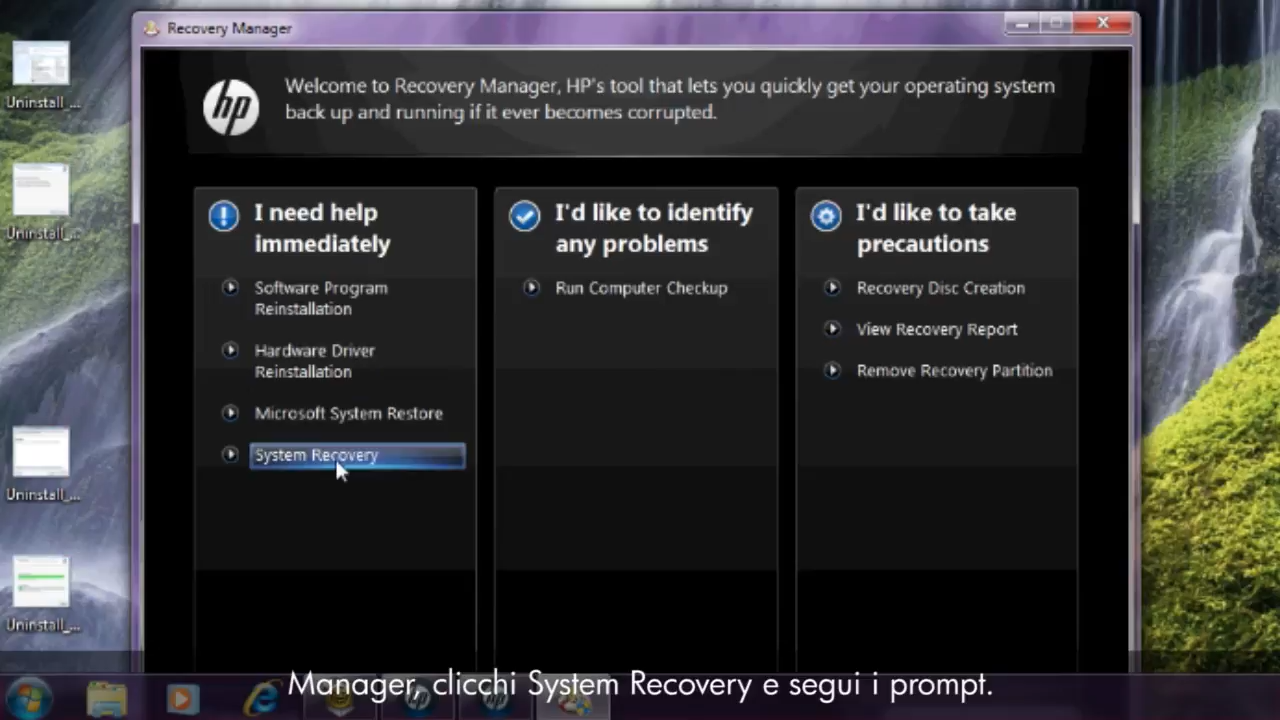 Recovery Manager
hp
Welcome to Recovery Manager, HP's tool that lets you quickly get your operating system
back up and running if it ever becomes corrupted.
I need help
immediately
Software Program
Reinstallation
Hardware Driver
Reinstallation
Microsoft System Restore
System Recovery
I'd like to identify
any problems
Run Computer Checkup
I'd like to take
precautions
Recovery Disc Creation
View Recovery Report
Remove Recovery Partition
Uninstall_...
Uninstall_...
Uninstall_...
Uninstall_...
Manager, clicchi System Recovery e segui i prompt.
hp
hp